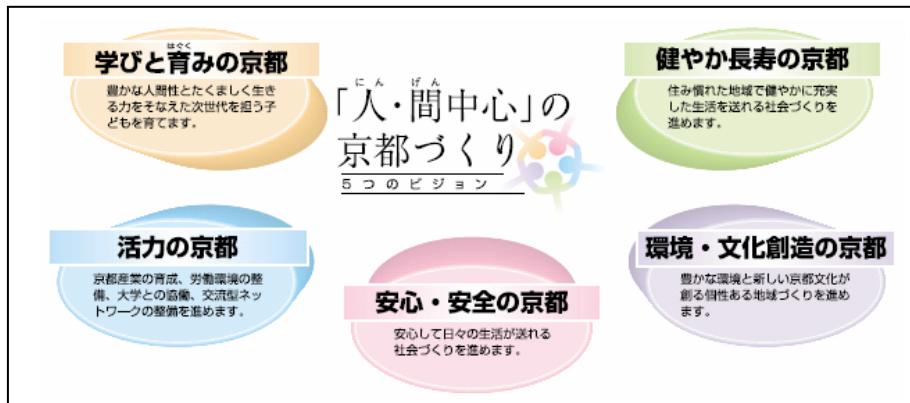 はぐく
学びと育みの京都
豊かな人間性とたくましく生き
る力をそなえた次世代を担う子
どもを育てます。
にん げん
「人・間中心」の
京都づくり
5つのビジョン
健やか長寿の京都
住み慣れた地域で健やかに充実
した生活を送れる社会づくりを
進めます。
活力の京都
京都産業の育成、労働環境の整
備、大学との協働、交流型ネッ
トワークの整備を進めます。
安心・安全の京都
安心して日々の生活が送れる
社会づくりを進めます。
環境・文化創造の京都
豊かな環境と新しい京都文化が
創る個性ある地域づくりを進め
ます。